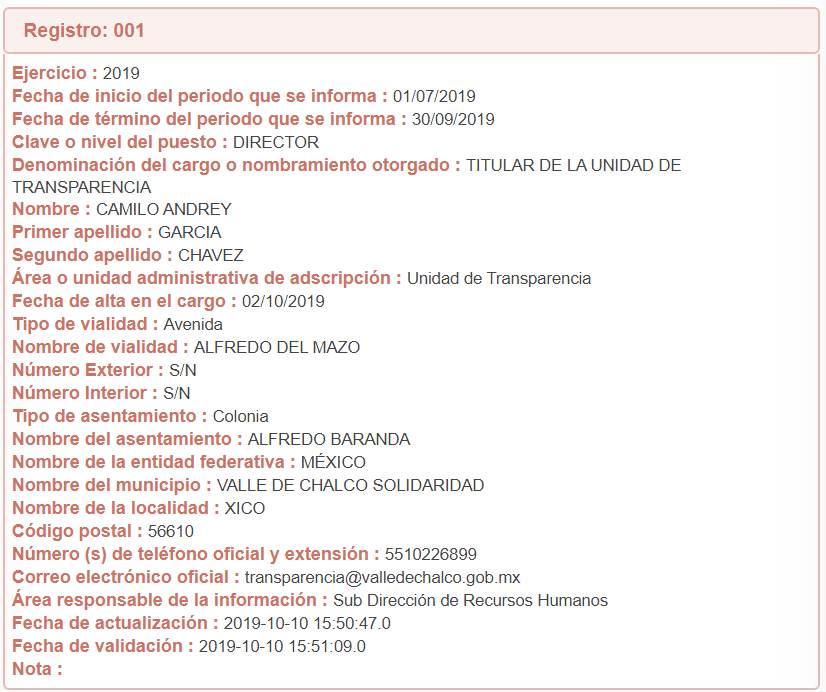 Registro: 001
Ejercicio : 2019
Fecha de inicio del periodo que se informa : 01/07/2019
Fecha de término del periodo que se informa : 30/09/2019
Clave o nivel del puesto : DIRECTOR
Denominación del cargo o nombramiento otorgado : TITULAR DE LA UNIDAD DE
TRANSPARENCIA
Nombre : CAMILO ANDREY
Primer apellido : GARCIA
Segundo apellido : CHAVEZ
Área o unidad administrativa de adscripción : Unidad de Transparencia
Fecha de alta en el cargo : 02/10/2019
Tipo de vialidad : Avenida
Nombre de vialidad : ALFREDO DEL MAZO
Número Exterior : S/N
Número Interior : S/N
Tipo de asentamiento : Colonia
Nombre del asentamiento : ALFREDO BARANDA
Nombre de la entidad federativa : MÉXICO
Nombre del municipio : VALLE DE CHALCO SOLIDARIDAD
Nombre de la localidad : XICO
Código postal : 56610
Número (s) de teléfono oficial y extensión : 5510226899
Correo electrónico oficial : transparencia@valledechalco.gob.mx
Área responsable de la información : Sub Dirección de Recursos Humanos
Fecha de actualización : 2019-10-10 15:50:47.0
Fecha de validación : 2019-10-10 15:51:09.0
Nota :